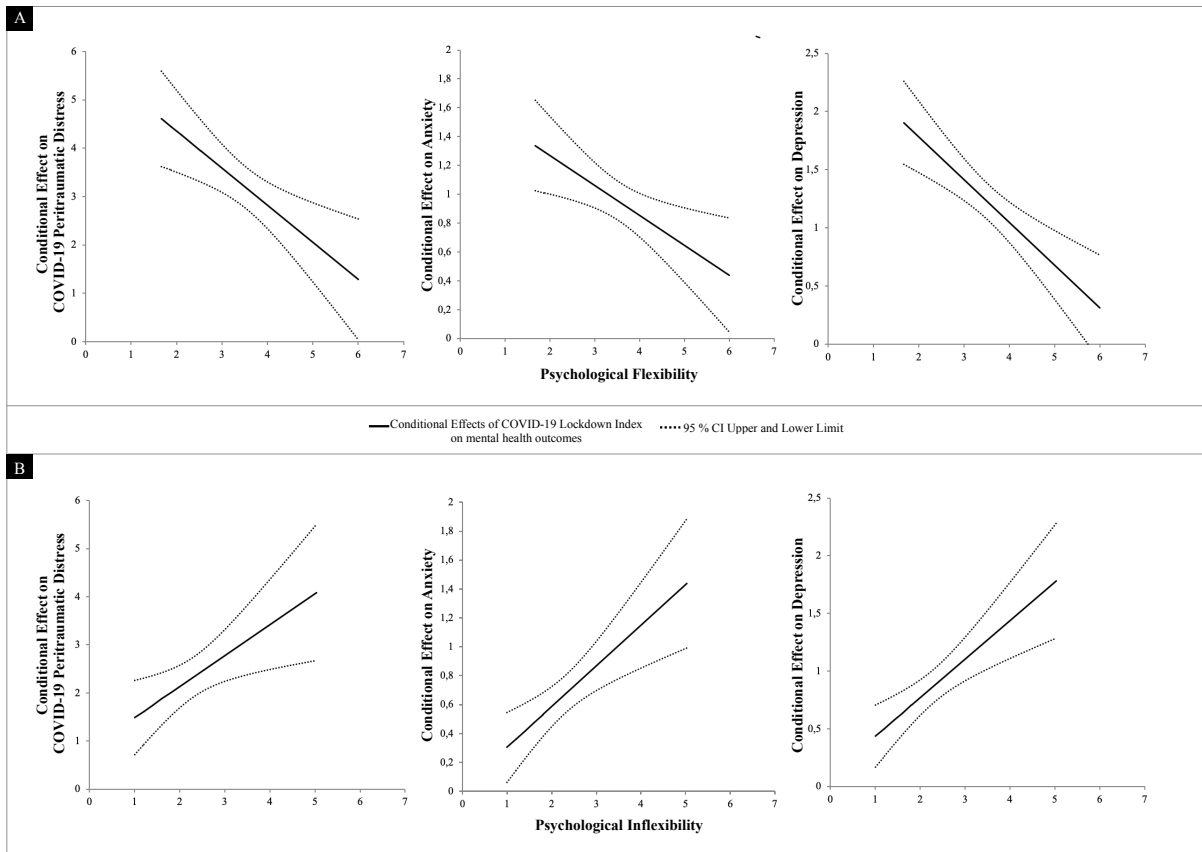 A
Conditional Effect on
COVID-19 Peritraumatic Distress
6
5
4
3
2
1
0
0 1 2 3 4 5 6 7
Conditional Effect on Anxiety
2
1,8
1,6
1,4
1,2
1
0,8
0,6
0,4
0,2
0
0 1 2 3 4 5 6 7
Conditional Effect on Depression
2,5
2
1,5
1
0,5
0
0 1 2 3 4 5 6 7
Psychological Flexibility
Conditional Effects of COVID-19 Lockdown Index
on mental health outcomes
95 % CI Upper and Lower Limit
B
Conditional Effect on
COVID-19 Peritraumatic Distress
6
5
4
3
2
1
0
0 1 2 3 4 5 6 7
Conditional Effect on Anxiety
2
1,8
1,6
1,4
1,2
1
0,8
0,6
0,4
0,2
0
0 1 2 3 4 5 6 7
Conditional Effect on Depression
2,5
2
1,5
1
0,5
0
0 1 2 3 4 5 6 7
Psychological Inflexibility